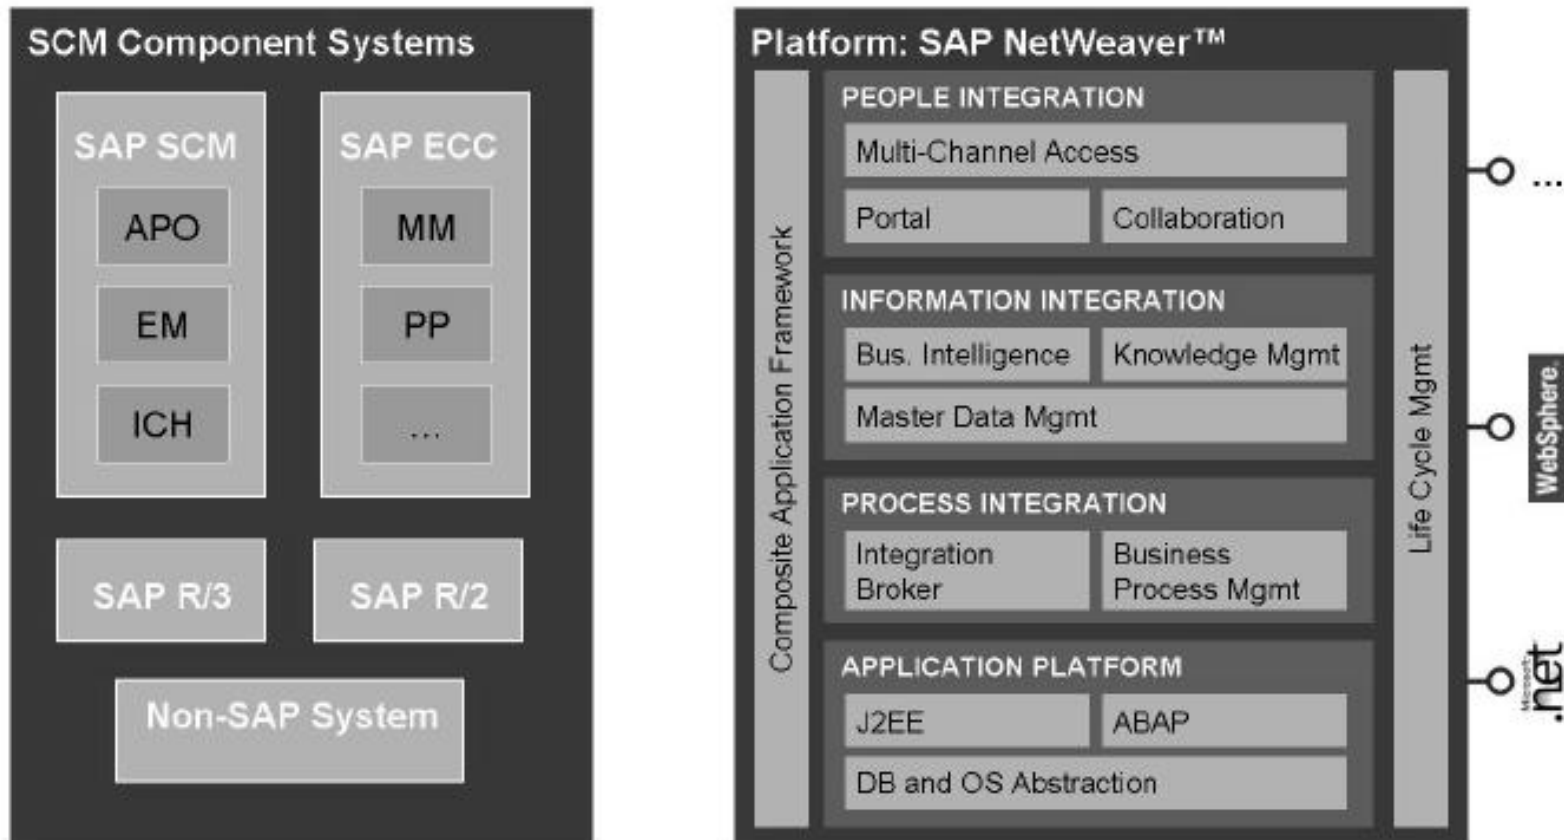 SCM Component Systems
SAP SCM
APO
EM
ICH
SAP ECC
MM
PP
...
SAP R/3
SAP R/2
Non-SAP System
Platform: SAP NetWeaver™
Composite Application Framework
PEOPLE INTEGRATION
Multi-Channel Access
Portal
Collaboration
INFORMATION INTEGRATION
Bus. Intelligence
Knowledge Mgmt
Master Data Mgmt
PROCESS INTEGRATION
Integration
Broker
Business
Process Mgmt
APPLICATION PLATFORM
J2EE
ABAP
DB and OS Abstraction
Life Cycle Mgmt
...
WebSphere.
Microsoft
.net